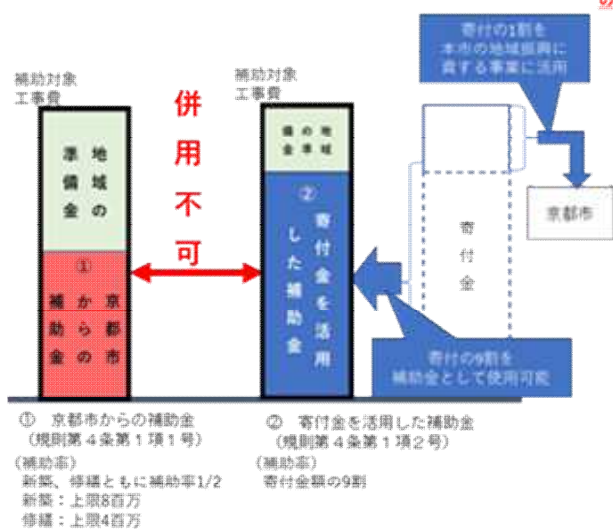 寄付の1割を
本市の地域振興に
資する事業に活用
補助対象
工事費
補助対象
工事費
併用不可
地域の
準備金
地域の準
備金
①
京都市
からの
補助金
②
寄付金を活用
した補助金
寄付金
京都市
寄付の9割を
補助金として使用可能
① 京都市からの補助金
（規則第4条第1項1号）
(補助率)
新築、修繕ともに補助率1/2
新築：上限8百万
修繕：上限4百万
② 寄付金を活用した補助金
（規則第4条第1項2号）
(補助率)
寄付金額の9割